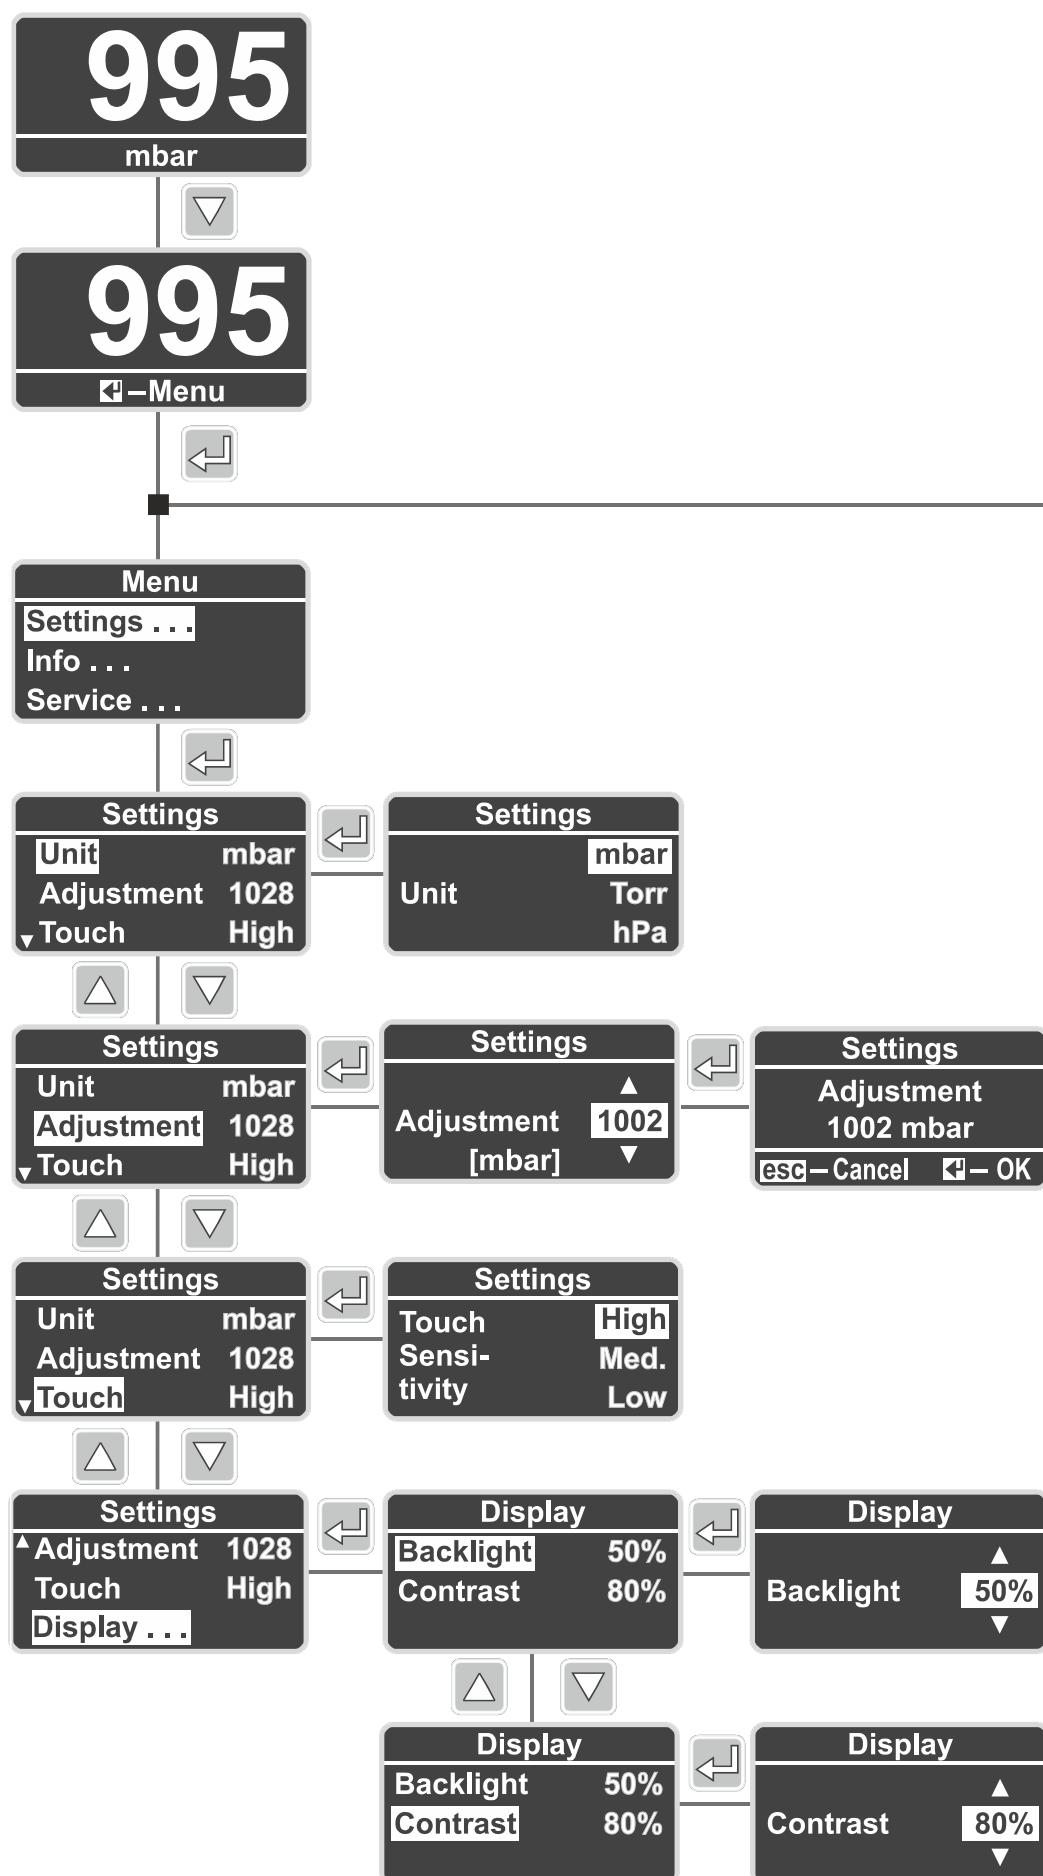 995
mbar
995
–Menu
Menu
Settings . . .
Info . . .
Service . . .
Settings
Unit mbar
Adjustment 1028
Touch High
Settings
mbar
Unit Torr
hPa
Settings
Unit mbar
Adjustment 1028
Touch High
Settings
Adjustment 1002
[mbar]
Settings
Adjustment
1002 mbar
esc – Cancel – OK
Settings
Unit mbar
Adjustment 1028
Touch High
Settings
Touch High
Sensi- Med.
tivity Low
Settings
Adjustment 1028
Touch High
Display . . .
Display
Backlight 50%
Contrast 80%
Display
Backlight 50%
Display
Backlight 50%
Contrast 80%
Display
Contrast 80%